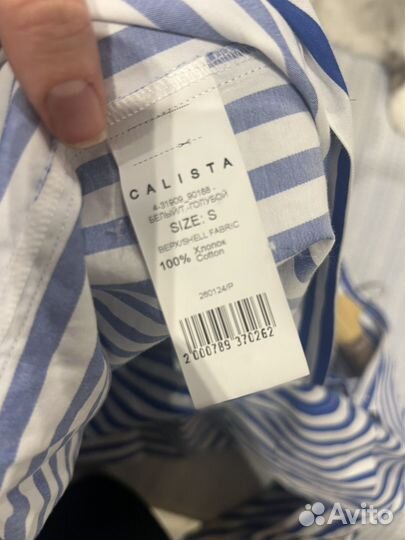 CALISTA
4-31909_90188 -
БЕЛЫЙ/Т.-ГОЛУБОЙ
SIZE: S
ВЕРХ/SHELL FABRIC
100% Хлопок
Cotton
260124/P
2 000789 370262
Avito